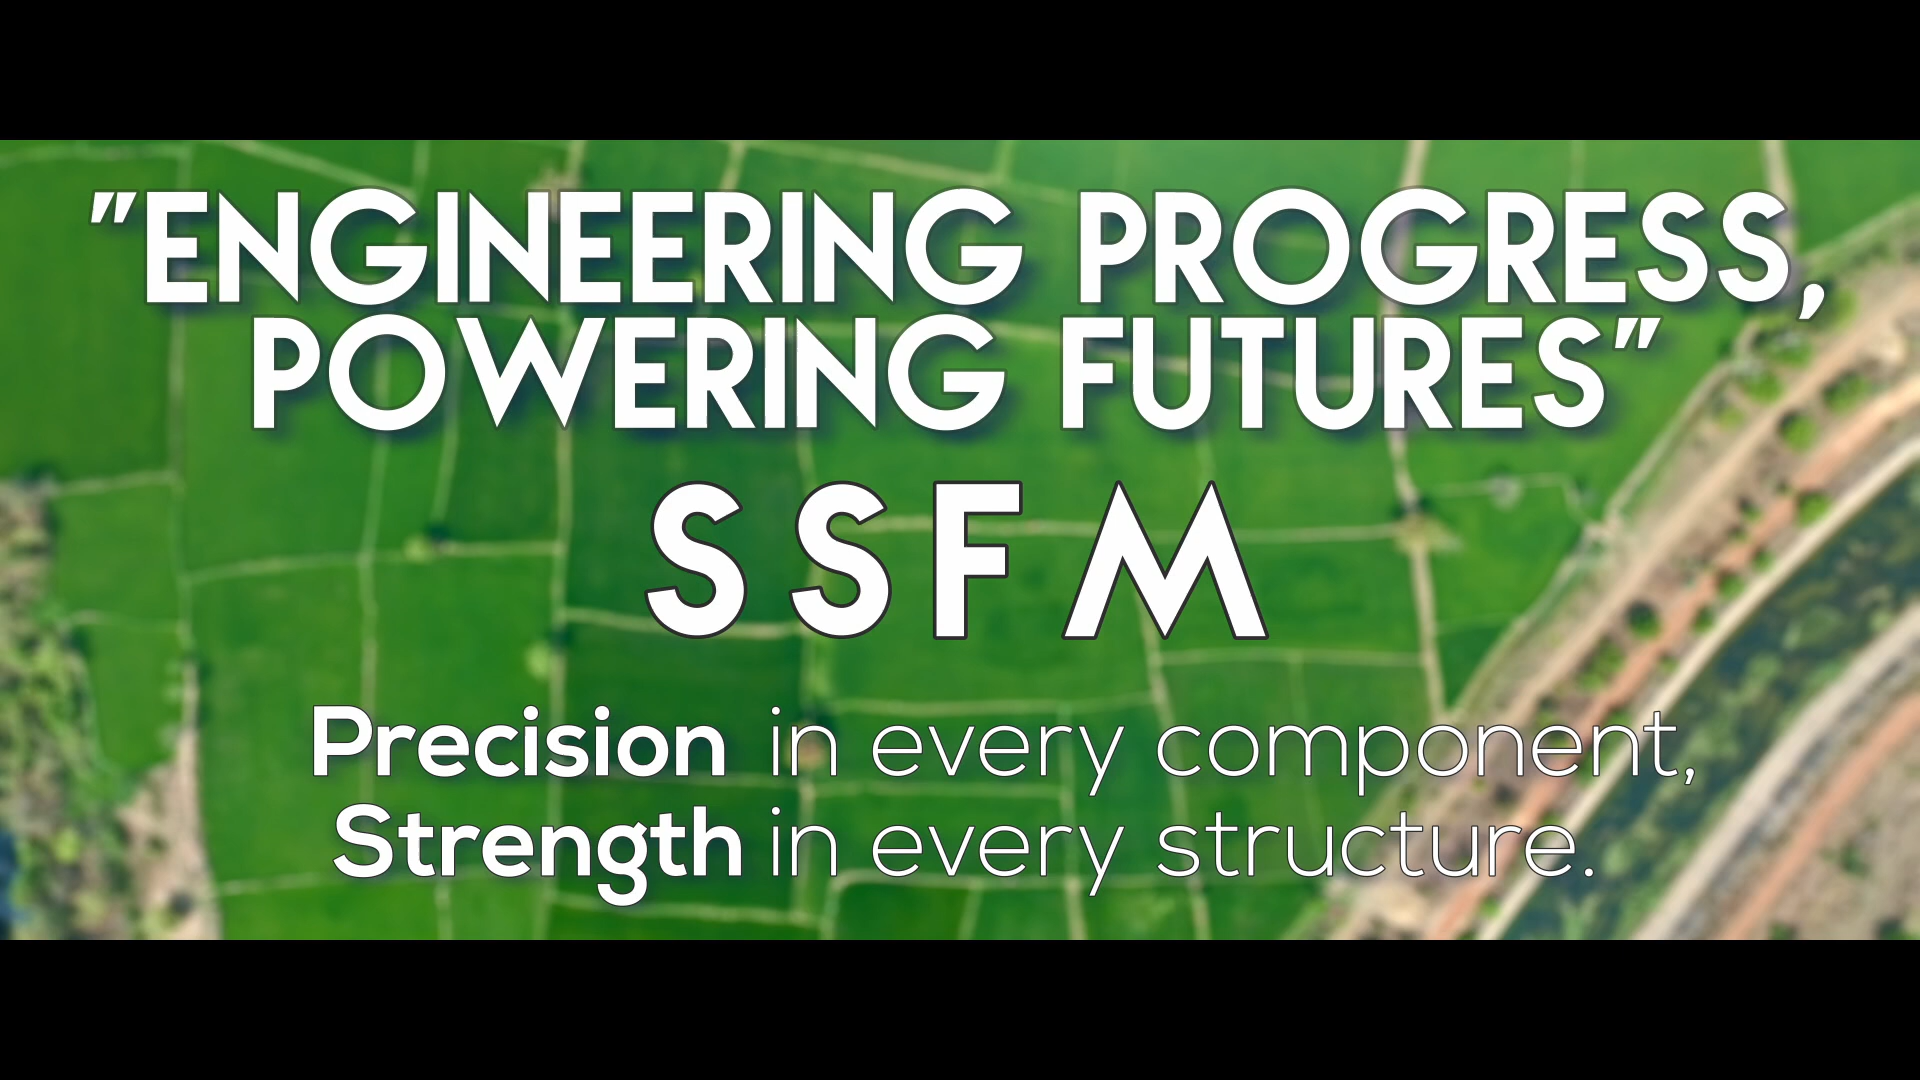 "ENGINEERING PROGRESS,
POWERING FUTURES"
SSFM
Precision in every component,
Strength in every structure.